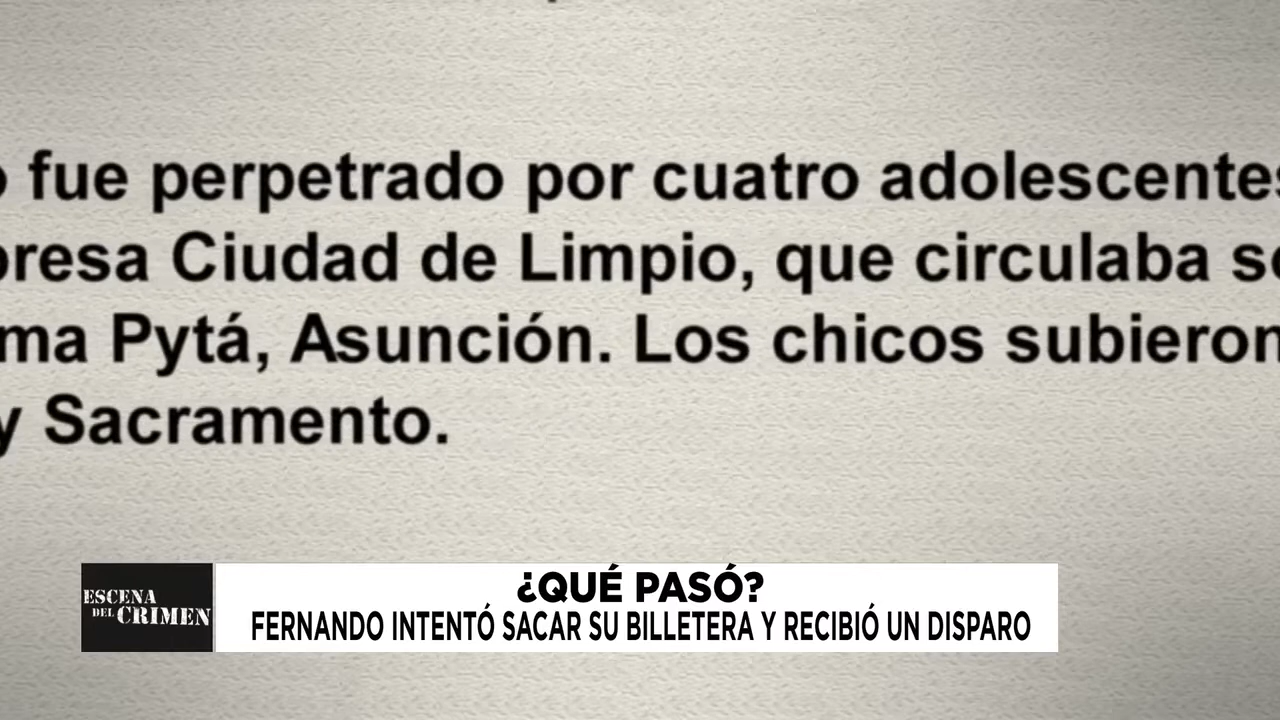 fue perpetrado por cuatro adolescentes
Ciudad de Limpio, que circulaba
Pytá, Asunción. Los chicos subieron
y Sacramento.
¿QUÉ PASÓ?
ESCENA
DEL CRIMEN
FERNANDO INTENTÓ SACAR SU BILLETERA Y RECIBIÓ UN DISPARO